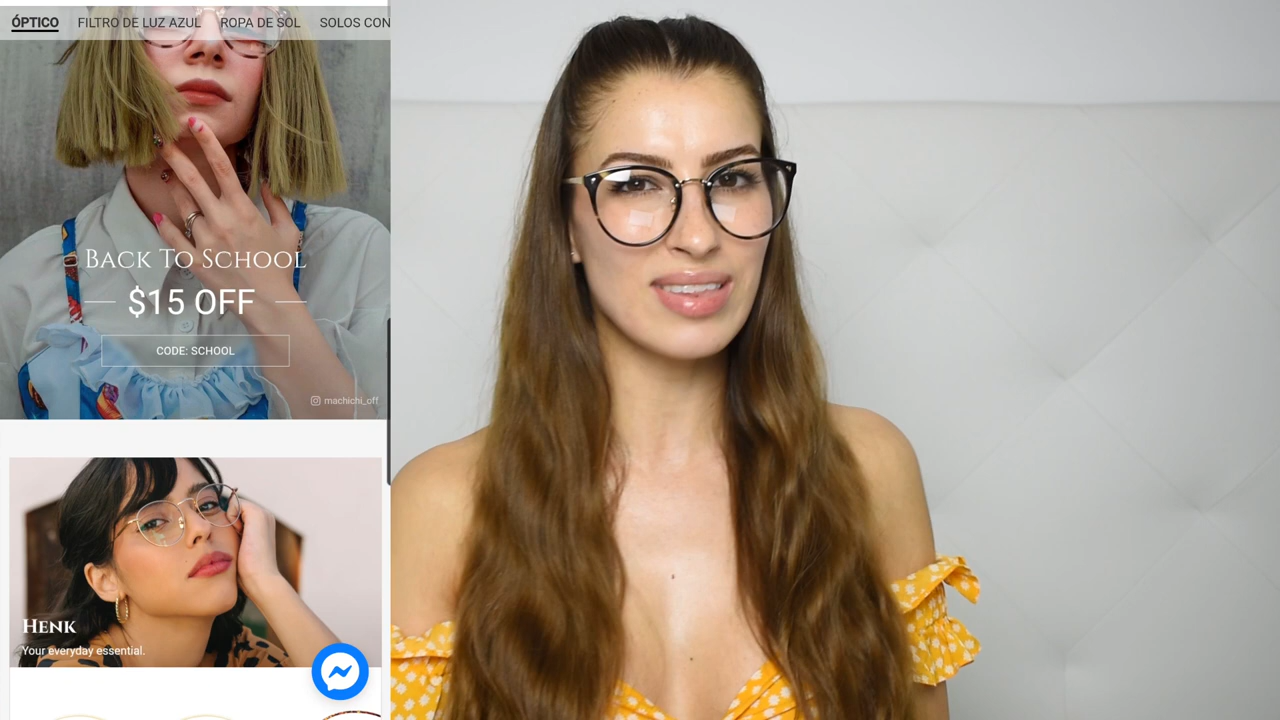 ÓPTICO FILTRO DE LUZ AZUL ROPA DE SOL SOLOS CON
BACK TO SCHOOL
$15 OFF
CODE: SCHOOL
machichi_off
HENK
Your everyday essential.